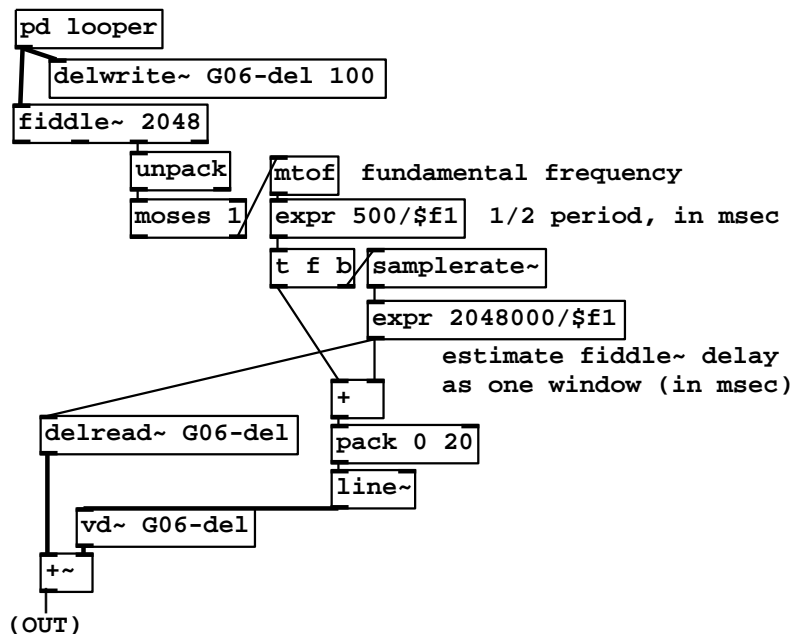 pd looper
delwrite~ G06-del 100
fiddle~ 2048
unpack
mtof fundamental frequency
moses 1
expr 500/$f1 1/2 period, in msec
t f b
samplerate~
expr 2048000/$f1
estimate fiddle~ delay
as one window (in msec)
+
delread~ G06-del
pack 0 20
line~
vd~ G06-del
+~
(OUT)